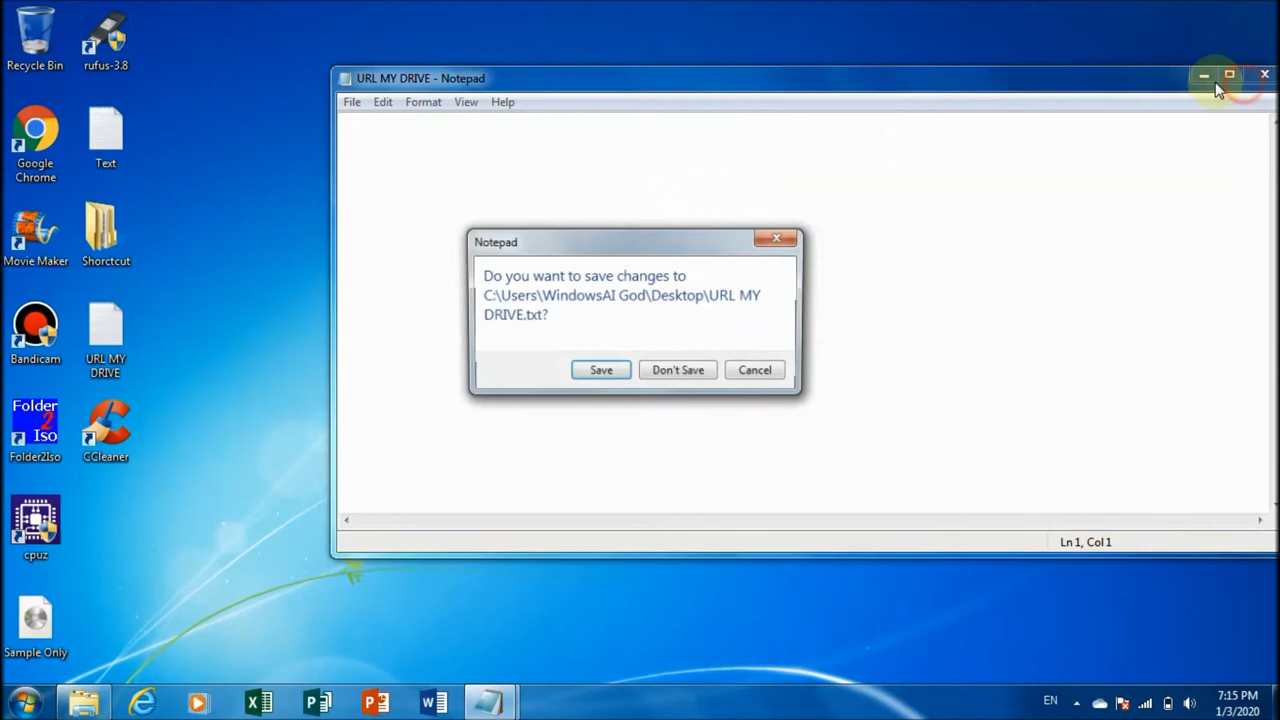 Recycle Bin
rufus-3.8
Google
Chrome
Text
Movie Maker
Shorctcut
Bandicam
URL MY
DRIVE
Folder
2
Iso
Folder2Iso
CCleaner
cpuz
Sample Only
URL MY DRIVE - Notepad
File Edit Format View Help
Notepad
Do you want to save changes to
C:\Users\WindowsAI God\Desktop\URL MY
DRIVE.txt?
Save Don't Save Cancel
Ln 1, Col 1
EN
7:15 PM
1/3/2020